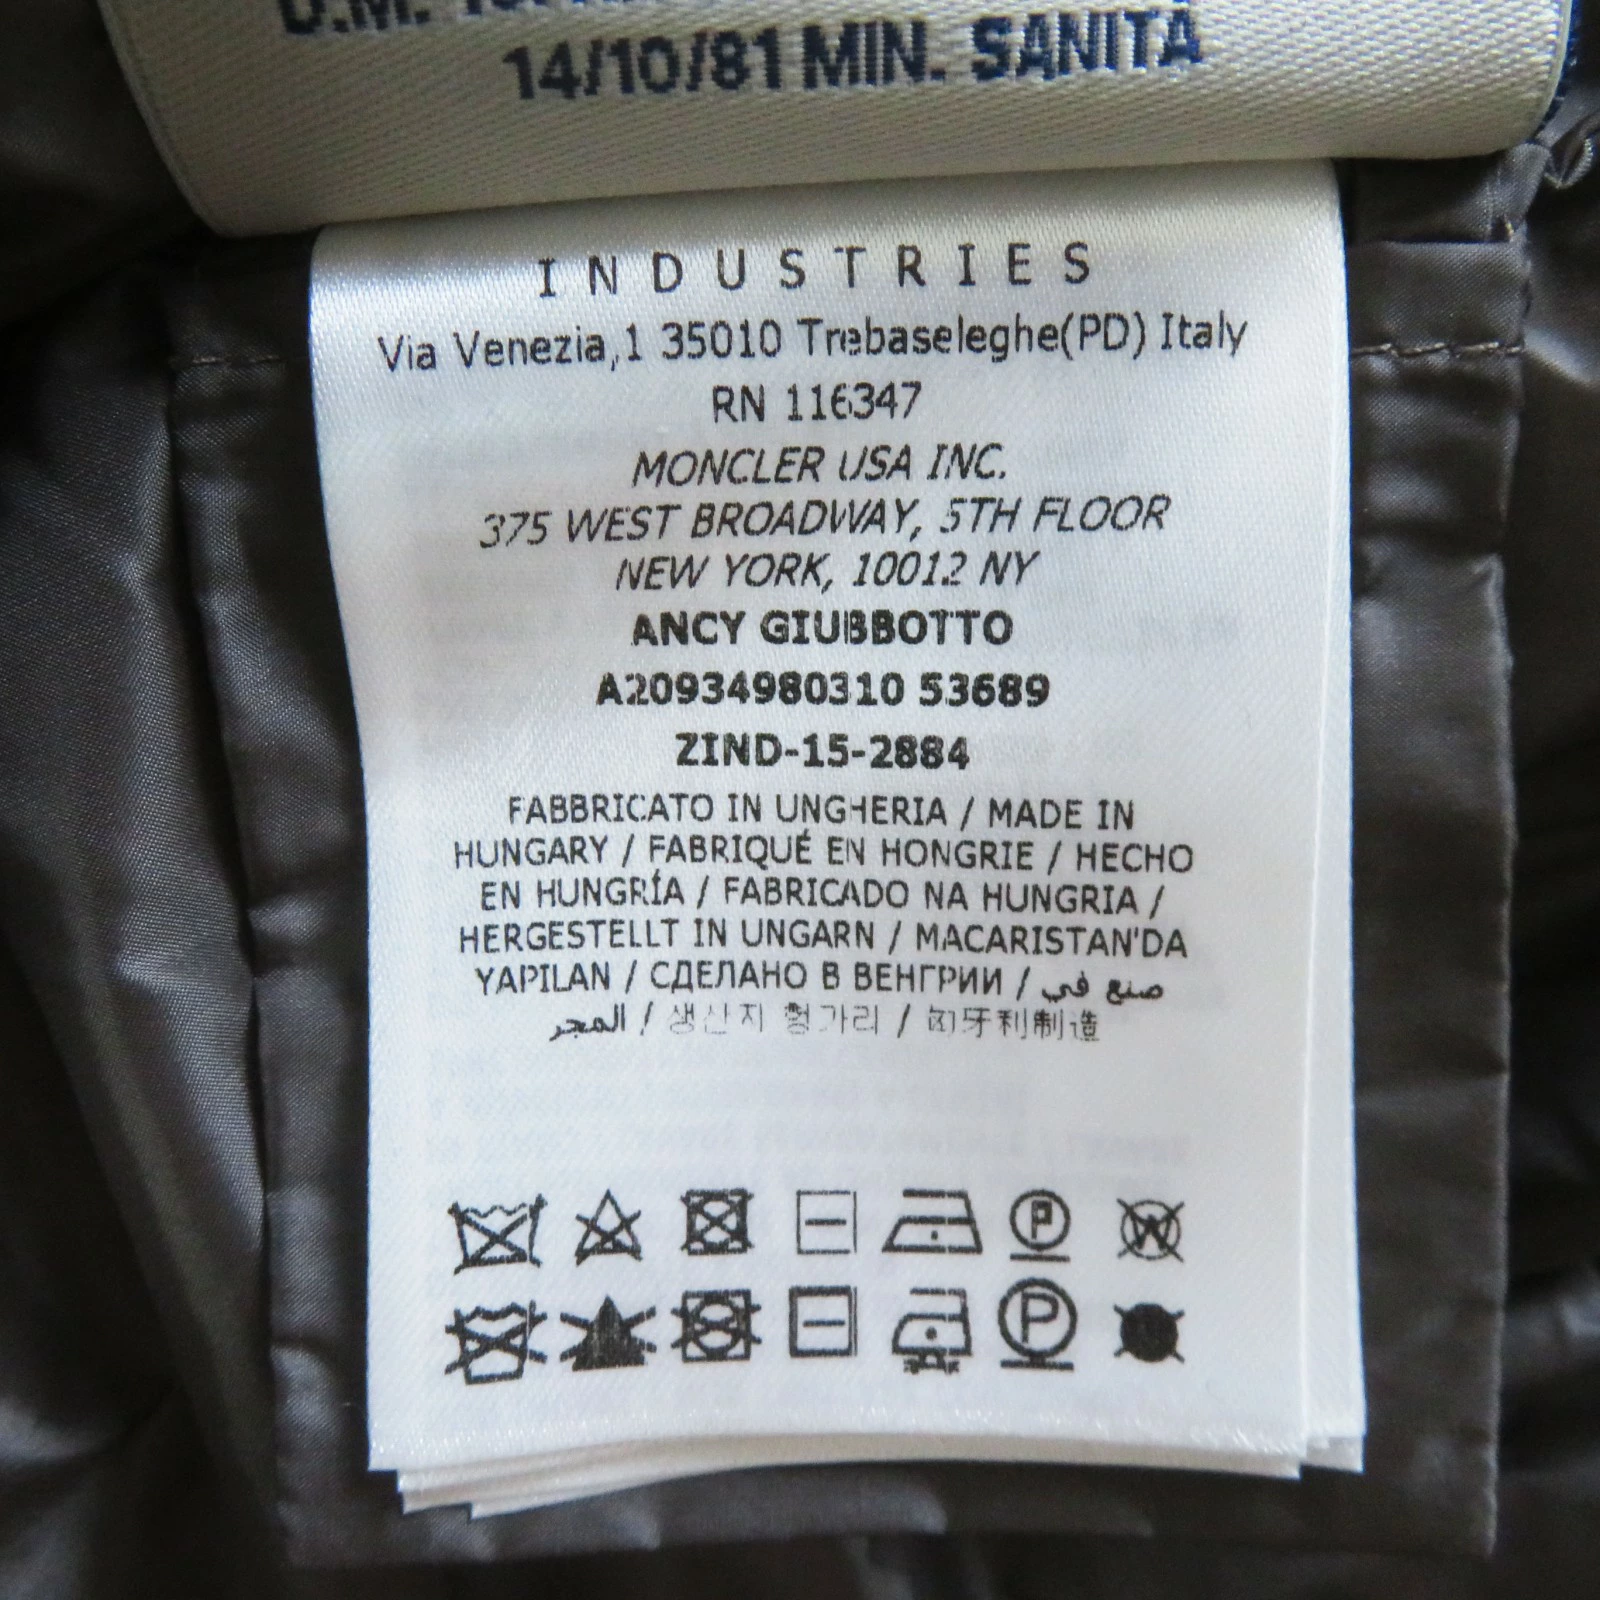 14/10/81 MIN. SANITÀ
INDUSTRIES
Via Venezia,1 35010 Trebaseleghe(PD) Italy
RN 116347
MONCLER USA INC.
375 WEST BROADWAY, 5TH FLOOR
NEW YORK, 10012 NY
ANCY GIUBBOTTO
A20934980310 53689
ZIND-15-2884
FABBRICATO IN UNGHERIA / MADE IN
HUNGARY / FABRIQUÉ EN HONGRIE / HECHO
EN HUNGRÍA / FABRICADO NA HUNGRIA /
HERGESTELLT IN UNGARN / MACARISTAN'DA
YAPILAN / СДЕЛАНО В ВЕНГРИИ / صنع في
المجر / 생산지 헝가리 / 匈牙利制造
P W
P